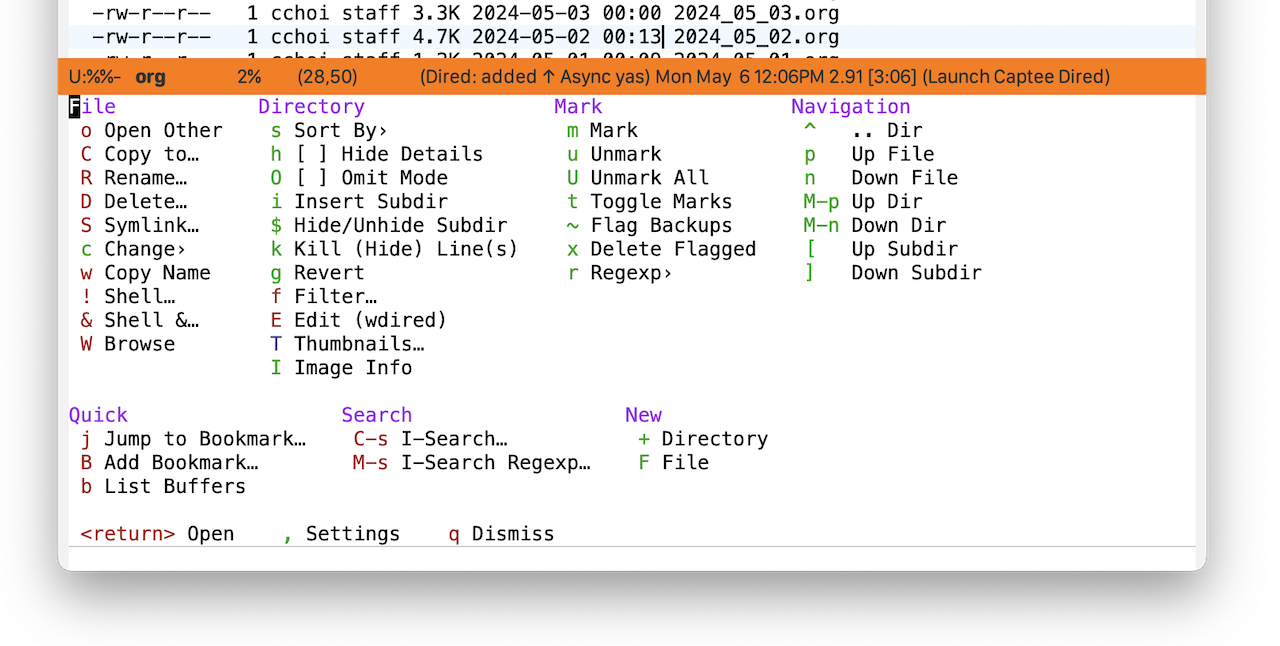 -rw-r--r-- 1 cchoi staff 3.3K 2024-05-03 00:00 2024_05_03.org
-rw-r--r-- 1 cchoi staff 4.7K 2024-05-02 00:13 2024_05_02.org
U:%%- org 2% (28,50) (Dired: added ↑ Async yas) Mon May 6 12:06PM 2.91 [3:06] (Launch Captee Dired)
File Directory Mark Navigation
o Open Other s Sort By› m Mark ^ .. Dir
C Copy to… h [ ] Hide Details u Unmark p Up File
R Rename… O [ ] Omit Mode U Unmark All n Down File
D Delete… i Insert Subdir t Toggle Marks M-p Up Dir
S Symlink… $ Hide/Unhide Subdir ~ Flag Backups M-n Down Dir
c Change› k Kill (Hide) Line(s) x Delete Flagged [ Up Subdir
w Copy Name g Revert r Regexp› ] Down Subdir
! Shell… f Filter…
& Shell &… E Edit (wdired)
W Browse T Thumbnails…
I Image Info
Quick Search New
j Jump to Bookmark… C-s I-Search… + Directory
B Add Bookmark… M-s I-Search Regexp… F File
b List Buffers
<return> Open , Settings q Dismiss